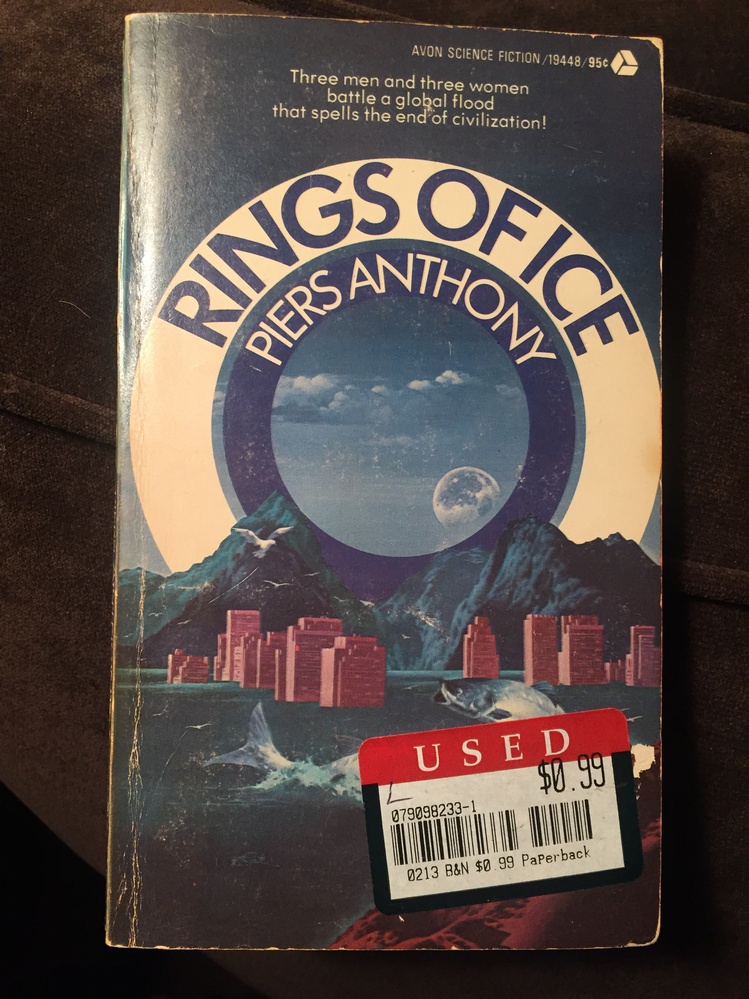 AVON SCIENCE FICTION/19448/95¢
Three men and three women
battle a global flood
that spells the end of civilization!
RINGS OF ICE
PIERS ANTHONY
USED
$0.99
079098233-1
0213 B&N $0.99 PaPerback